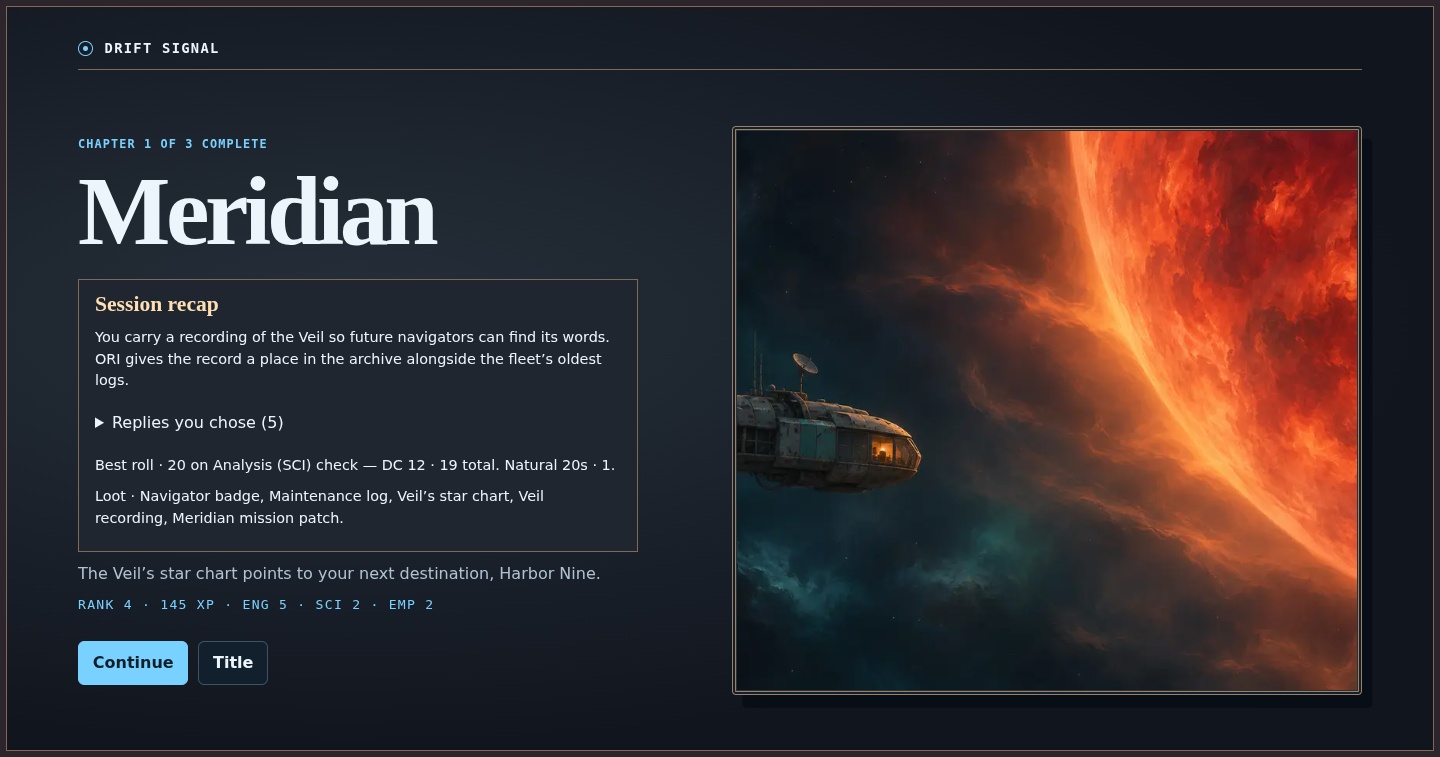 DRIFT SIGNAL
CHAPTER 1 OF 3 COMPLETE
Meridian
Session recap
You carry a recording of the Veil so future navigators can find its words.
ORI gives the record a place in the archive alongside the fleet’s oldest
logs.
Replies you chose (5)
Best roll · 20 on Analysis (SCI) check — DC 12 · 19 total. Natural 20s · 1.
Loot · Navigator badge, Maintenance log, Veil’s star chart, Veil
recording, Meridian mission patch.
The Veil’s star chart points to your next destination, Harbor Nine.
RANK 4 · 145 XP · ENG 5 · SCI 2 · EMP 2
Continue
Title